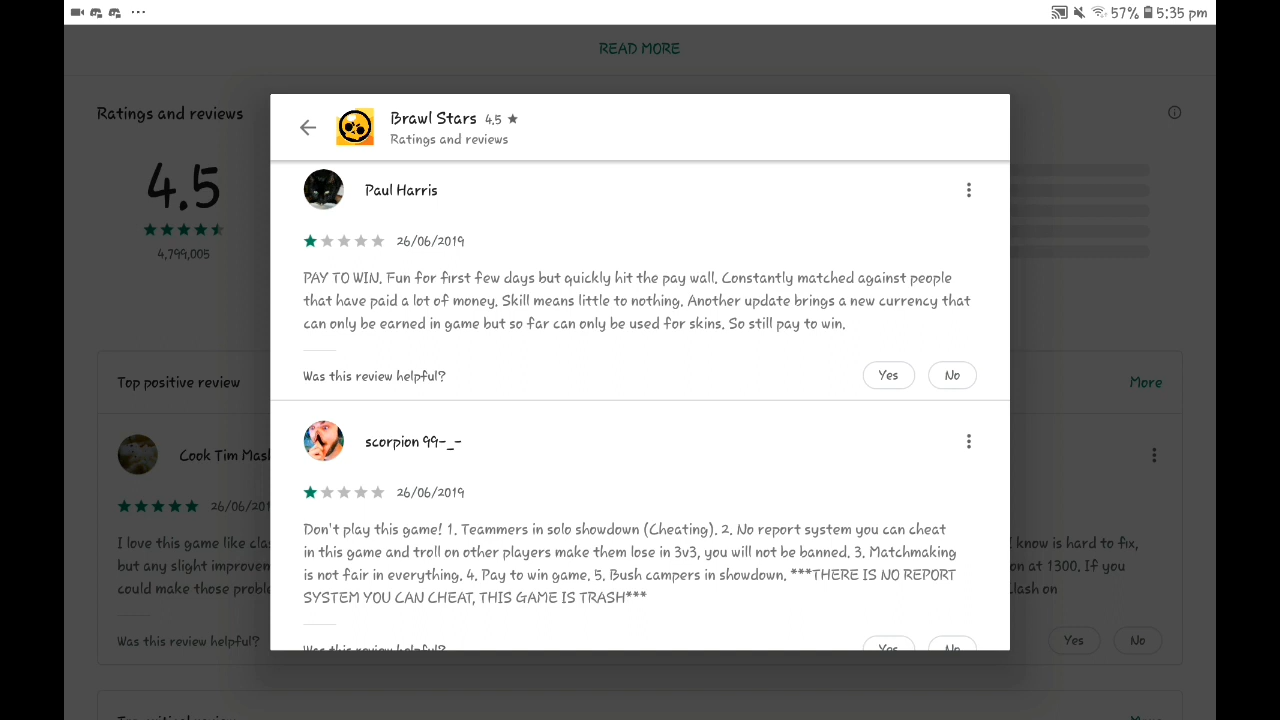 57% 5:35 pm
READ MORE
Ratings and reviews
4.5
4,799,005
Top positive review
More
Cook Tim Mas
26/06/201
I love this game like cla
but any slight improve
could make those proble
I know is hard to fix,
on at 1300. If you
lash on
Was this review helpful?
Yes No
Brawl Stars 4.5 ★
Ratings and reviews
Paul Harris
26/06/2019
PAY TO WIN. Fun for first few days but quickly hit the pay wall. Constantly matched against people
that have paid a lot of money. Skill means little to nothing. Another update brings a new currency that
can only be earned in game but so far can only be used for skins. So still pay to win.
Was this review helpful?
Yes No
scorpion 99-_-
26/06/2019
Don't play this game! 1. Teammers in solo showdown (Cheating). 2. No report system you can cheat
in this game and troll on other players make them lose in 3v3, you will not be banned. 3. Matchmaking
is not fair in everything. 4. Pay to win game. 5. Bush campers in showdown. ***THERE IS NO REPORT
SYSTEM YOU CAN CHEAT, THIS GAME IS TRASH***
Was this review helpful?
Yes No